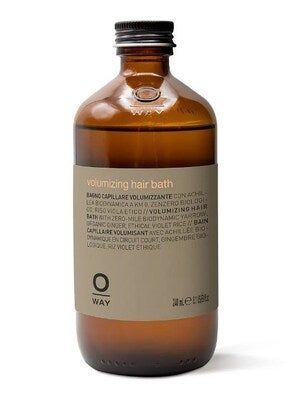 WAY
volumizing hair bath
BAGNO CAPILLARE VOLUMIZZANTE CON ACHIL-
LEA BIODINAMICA A KM 0, ZENZERO BIOLOGI-
CO, RISO VIOLA ETICO // VOLUMIZING HAIR
BATH WITH ZERO-MILE BIODYNAMIC YARROW,
ORGANIC GINGER, ETHICAL VIOLET RICE // BAIN
CAPILLAIRE VOLUMISANT AVEC ACHILLÉE BIO-
DYNAMIQUE EN CIRCUIT COURT, GINGEMBRE BIO-
LOGIQUE, RIZ VIOLET ÉTHIQUE
O
WAY
240 mL e